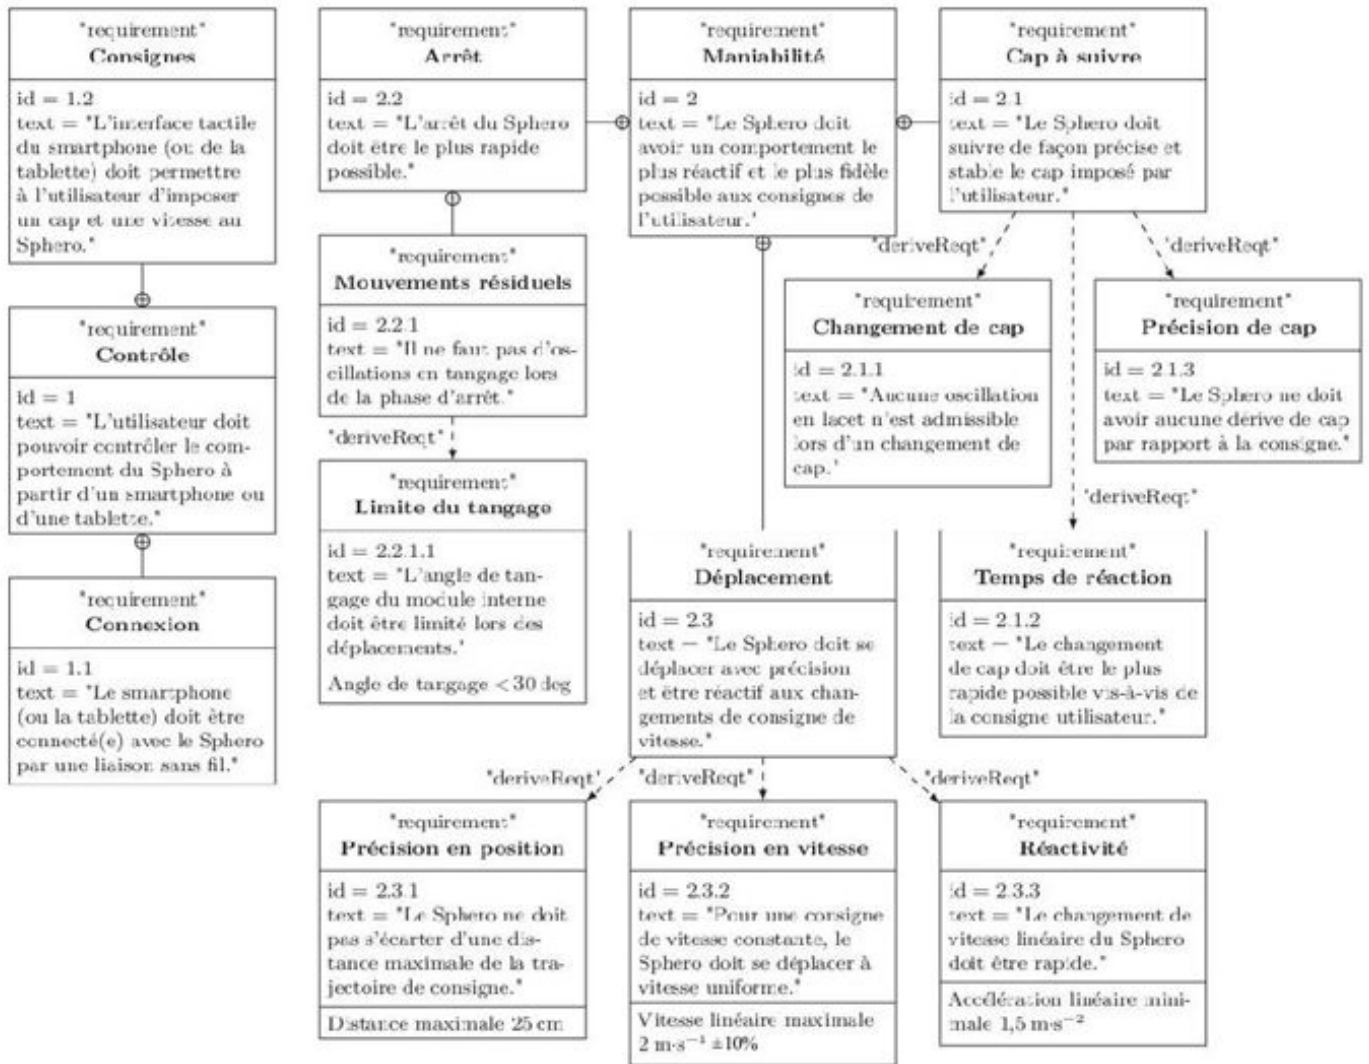 "requirement"
Consignes
id = 1.2
text = "L'interface tactile
du smartphone (ou de la
tablette) doit permettre
à l'utilisateur d'imposer
un cap et une vitesse au
Sphero."
"requirement"
Contrôle
id = 1
text = "L'utilisateur doit
pouvoir contrôler le com-
portement du Sphero à
partir d'un smartphone ou
d'une tablette."
"requirement"
Connexion
id = 1.1
text = "Le smartphone
(ou la tablette) doit être
connecté(e) avec le Sphero
par une liaison sans fil."
"requirement"
Arrêt
id = 2.2
text = "L'arrêt du Sphero
doit être le plus rapide
possible."
"requirement"
Mouvements résiduels
id = 2.2.1
text = "Il ne faut pas d'os-
cillations en tangage lors
de la phase d'arrêt."
"deriveReqt"
"requirement"
Limite du tangage
id = 2.2.1.1
text = "L'angle de tan-
gage du module interne
doit être limité lors des
déplacements."
Angle de tangage < 30 deg
"requirement"
Maniabilité
id = 2
text = "Le Sphero doit
avoir un comportement le
plus réactif et le plus fidèle
possible aux consignes de
l'utilisateur."
"requirement"
Cap à suivre
id = 2.1
text = "Le Sphero doit
suivre de façon précise et
stable le cap imposé par
l'utilisateur."
"deriveReqt"
"deriveReqt"
"requirement"
Changement de cap
id = 2.1.1
text = "Aucune oscillation
en lacet n'est admissible
lors d'un changement de
cap."
"requirement"
Précision de cap
id = 2.1.3
text = "Le Sphero ne doit
avoir aucune dérive de cap
par rapport à la consigne."
"deriveReqt"
"requirement"
Déplacement
id = 2.3
text = "Le Sphero doit se
déplacer avec précision
et être réactif aux chan-
gements de consigne de
vitesse."
"requirement"
Temps de réaction
id = 2.1.2
text = "Le changement
de cap doit être le plus
rapide possible vis-à-vis de
la consigne utilisateur."
"deriveReqt"
"deriveReqt"
"deriveReqt"
"requirement"
Précision en position
id = 2.3.1
text = "Le Sphero ne doit
pas s'écarter d'une dis-
tance maximale de la tra-
jectoire de consigne."
Distance maximale 25 cm
"requirement"
Précision en vitesse
id = 2.3.2
text = "Pour une consigne
de vitesse constante, le
Sphero doit se déplacer à
vitesse uniforme."
Vitesse linéaire maximale
2 m·s⁻¹ ±10%
"requirement"
Réactivité
id = 2.3.3
text = "Le changement de
vitesse linéaire du Sphero
doit être rapide."
Accélération linéaire mini-
male 1,5 m·s⁻²